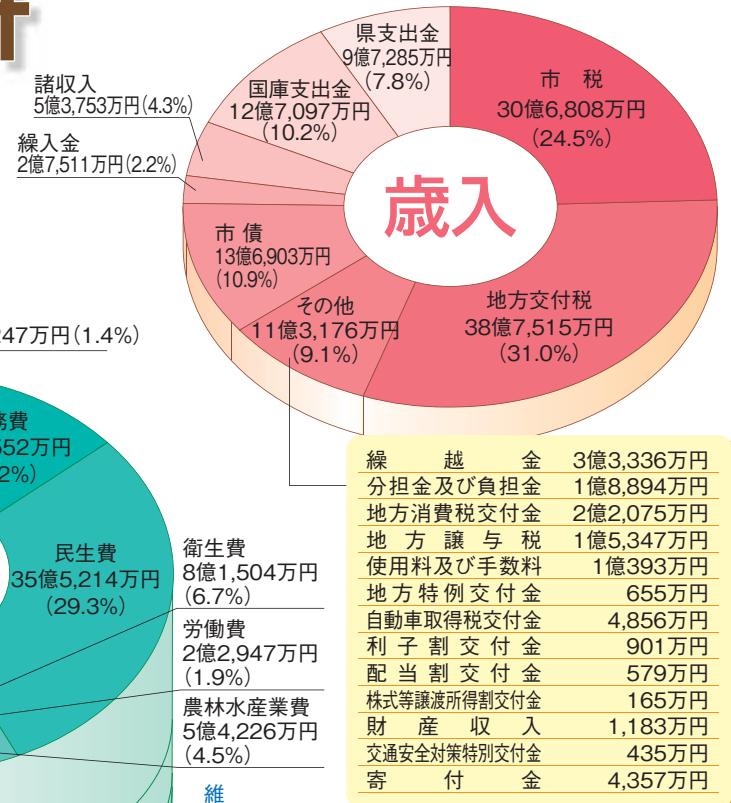 計
県支出金
9億7,285万円
(7.8%)
国庫支出金
12億7,097万円
(10.2%)
諸収入
5億3,753万円(4.3%)
繰入金
2億7,511万円(2.2%)
市 税
30億6,808万円
(24.5%)
歳入
市 債
13億6,903万円
(10.9%)
その他
11億3,176万円
(9.1%)
地方交付税
38億7,515万円
(31.0%)
247万円(1.4%)
務費
552万円
2%)
民生費
35億5,214万円
(29.3%)
衛生費
8億1,504万円
(6.7%)
労働費
2億2,947万円
(1.9%)
農林水産業費
5億4,226万円
(4.5%)
維
繰越金 3億3,336万円
分担金及び負担金 1億8,894万円
地方消費税交付金 2億2,075万円
地方譲与税 1億5,347万円
使用料及び手数料 1億393万円
地方特例交付金 655万円
自動車取得税交付金 4,856万円
利子割交付金 901万円
配当割交付金 579万円
株式等譲渡所得割交付金 165万円
財産収入 1,183万円
交通安全対策特別交付金 435万円
寄付金 4,357万円